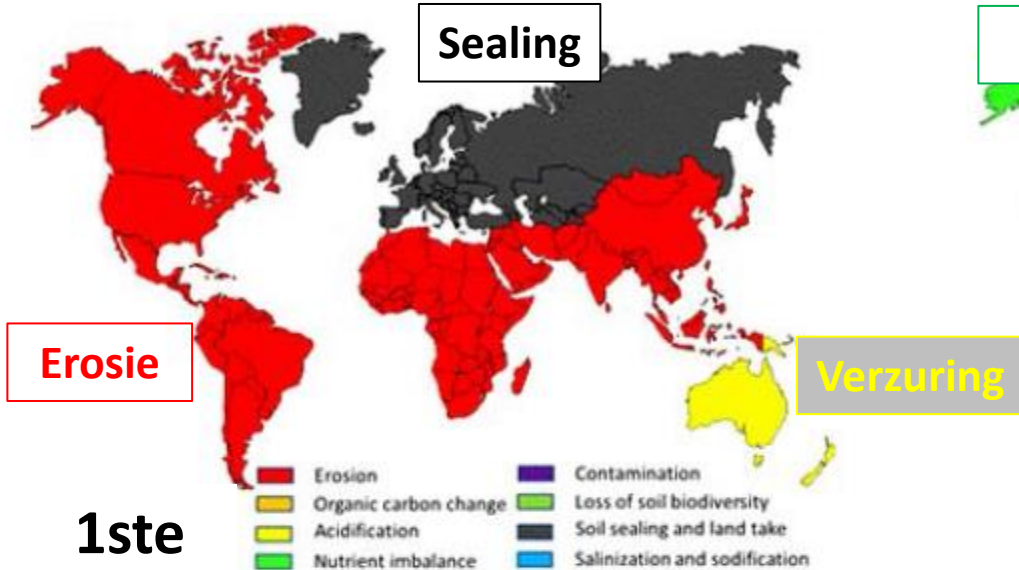 Sealing
Erosie
Verzuring
Erosion
Organic carbon change
Acidification
Nutrient imbalance
Contamination
Loss of soil biodiversity
Soil sealing and land take
Salinization and sodification
1ste